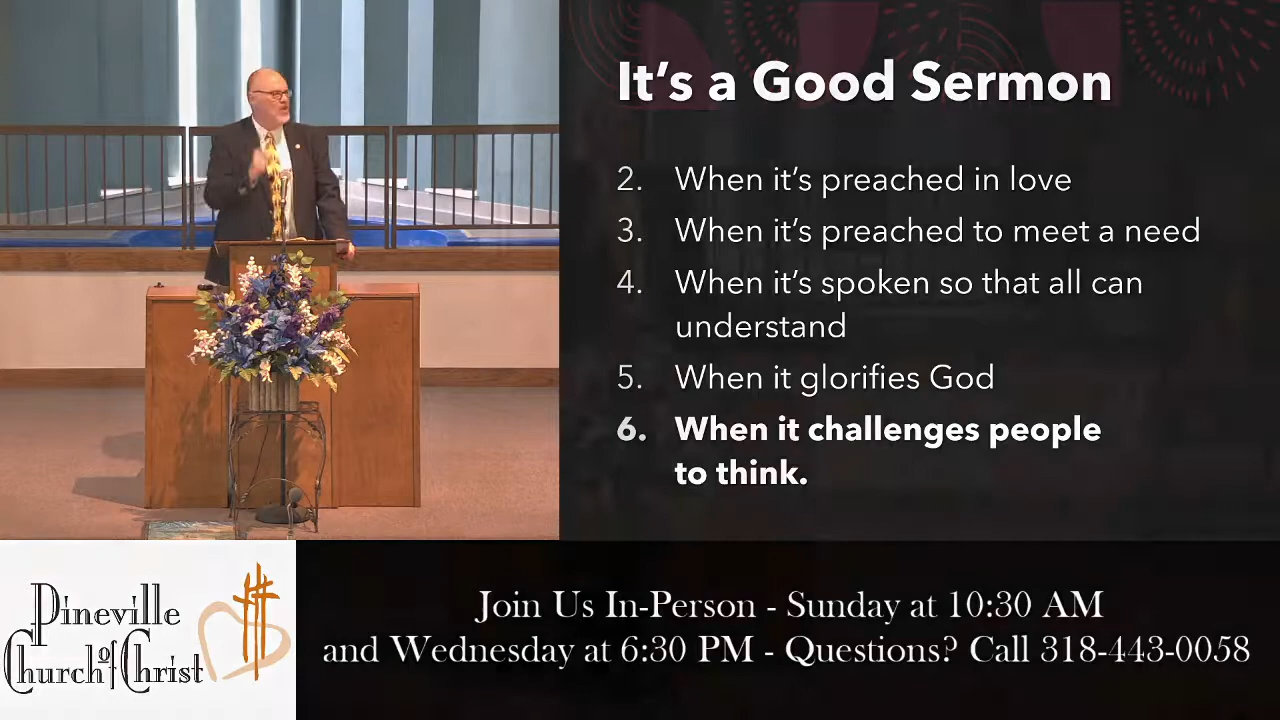 It's a Good Sermon
2. When it's preached in love
3. When it's preached to meet a need
4. When it's spoken so that all can
understand
5. When it glorifies God
6. When it challenges people
to think.
Pineville
Church of Christ
Join Us In-Person - Sunday at 10:30 AM
and Wednesday at 6:30 PM - Questions? Call 318-443-0058